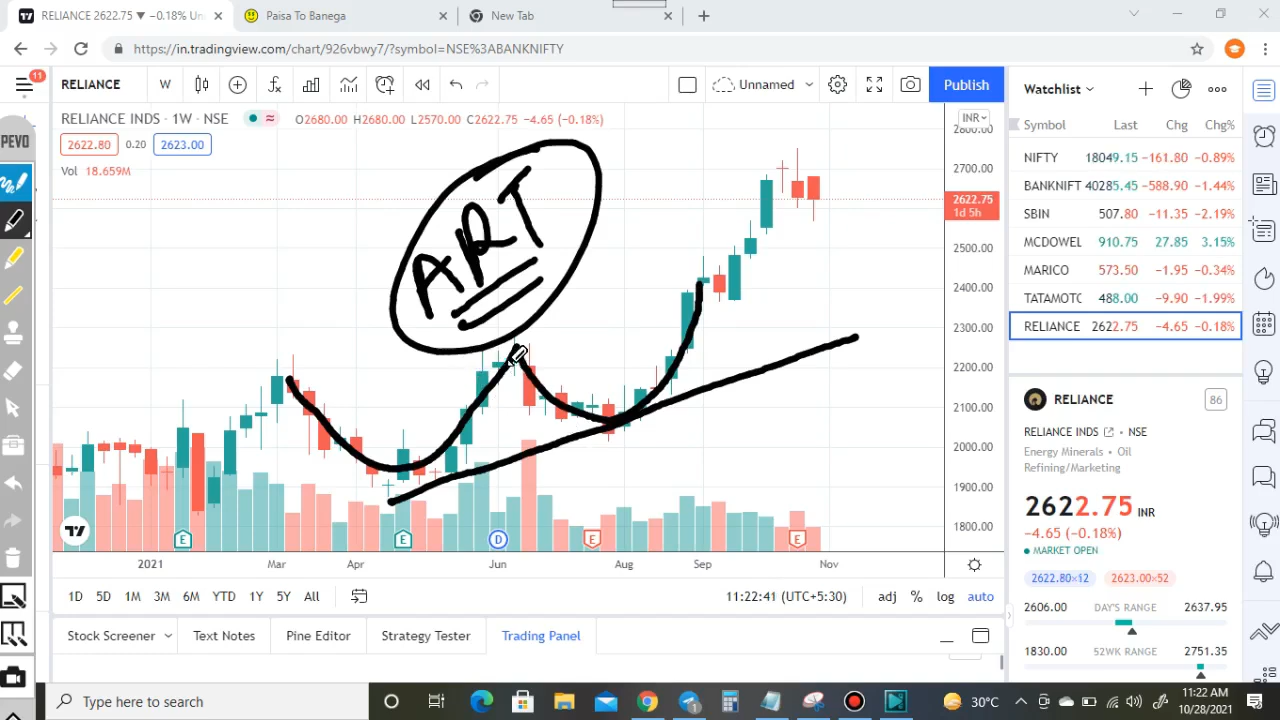 RELIANCE 2622.75 ▼ −0.18% Un
Paisa To Banega
New Tab
https://in.tradingview.com/chart/926vbwy7/?symbol=NSE%3ABANKNIFTY
11
RELIANCE
W
Unnamed
Publish
RELIANCE INDS · 1W · NSE
O2680.00 H2680.00 L2570.00 C2622.75 −4.65 (−0.18%)
2622.80
0.20
2623.00
Vol 18.659M
PEVO
ART
INR
2800.00
2700.00
2622.75
1d 5h
2500.00
2400.00
2300.00
2200.00
2100.00
2000.00
1900.00
1800.00
E
E
D
E
E
2021
Mar
Apr
Jun
Aug
Sep
Nov
1D 5D 1M 3M 6M YTD 1Y 5Y All
11:22:41 (UTC+5:30)
adj % log auto
Stock Screener
Text Notes
Pine Editor
Strategy Tester
Trading Panel
Watchlist
Symbol Last Chg Chg%
NIFTY 18049.15 −161.80 −0.89%
BANKNIFT 40285.45 −588.90 −1.44%
SBIN 507.80 −11.35 −2.19%
MCDOWEL 910.75 27.85 3.15%
MARICO 573.50 −1.95 −0.34%
TATAMOTC 488.00 −9.90 −1.99%
RELIANCE 2622.75 −4.65 −0.18%
RELIANCE
86
RELIANCE INDS · NSE
Energy Minerals · Oil
Refining/Marketing
2622.75 INR
−4.65 (−0.18%)
MARKET OPEN
2622.80×12
2623.00×52
2606.00 DAY'S RANGE 2637.95
1830.00 52WK RANGE 2751.35
Type here to search
1
30°C
11:22 AM
10/28/2021